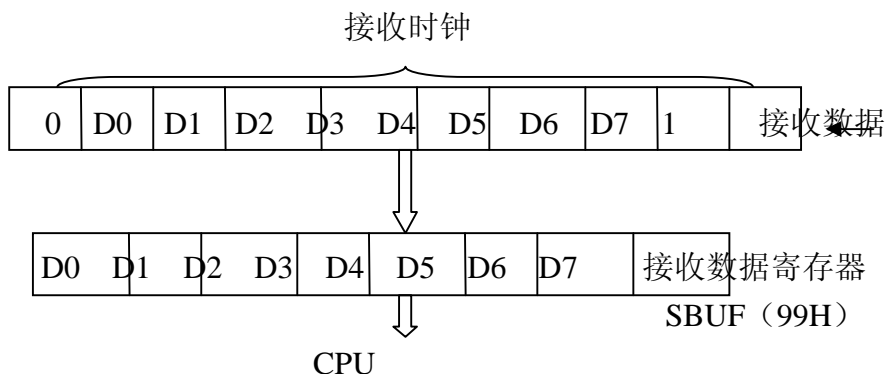 接收时钟
0 D0 D1 D2 D3 D4 D5 D6 D7 1 接收数据
D0 D1 D2 D3 D4 D5 D6 D7 接收数据寄存器
SBUF（99H）
CPU